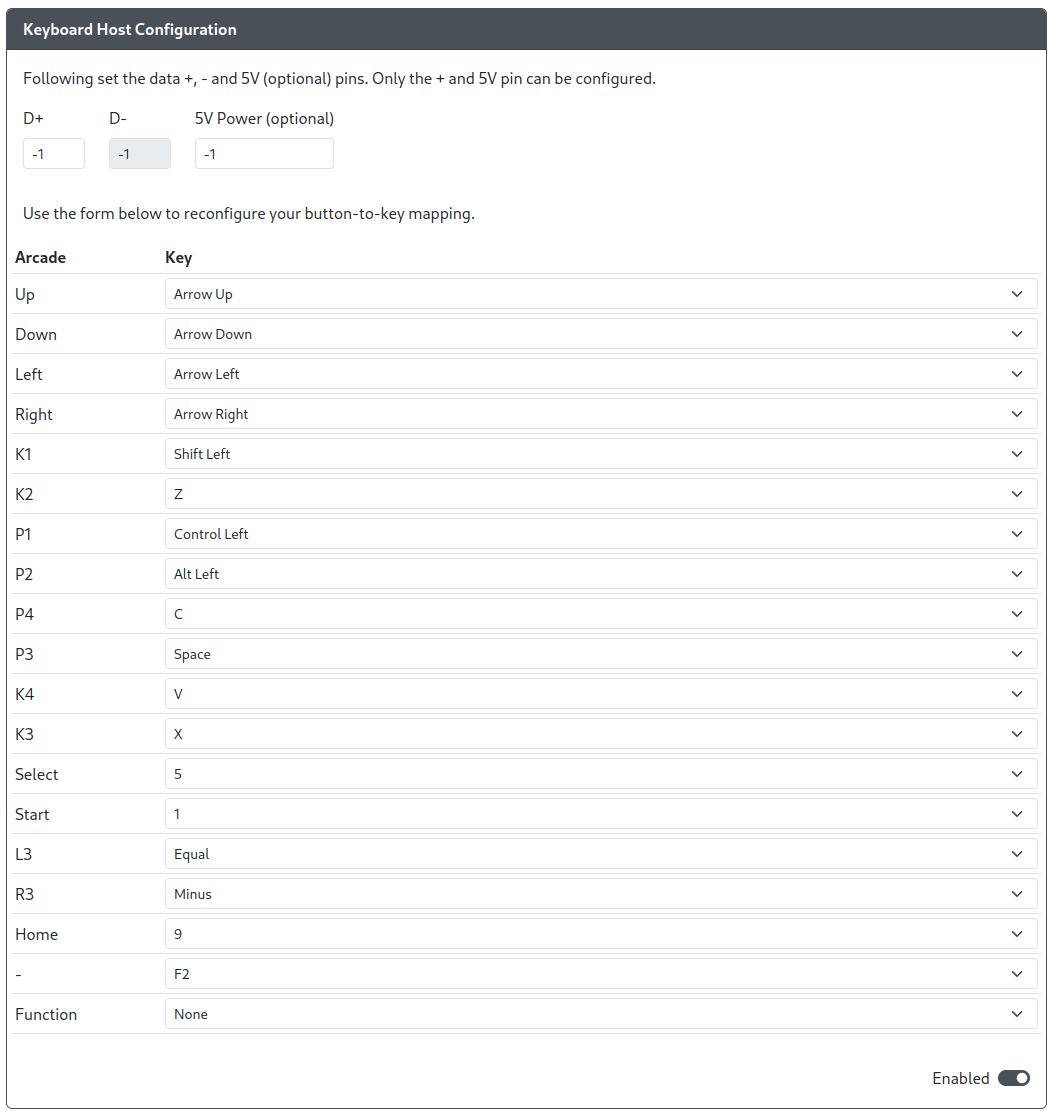 Keyboard Host Configuration
Following set the data +, - and 5V (optional) pins. Only the + and 5V pin can be configured.
D+ D- 5V Power (optional)
-1 -1 -1
Use the form below to reconfigure your button-to-key mapping.
Arcade Key
Up Arrow Up
Down Arrow Down
Left Arrow Left
Right Arrow Right
K1 Shift Left
K2 Z
P1 Control Left
P2 Alt Left
P4 C
P3 Space
K4 V
K3 X
Select 5
Start 1
L3 Equal
R3 Minus
Home 9
- F2
Function None
Enabled